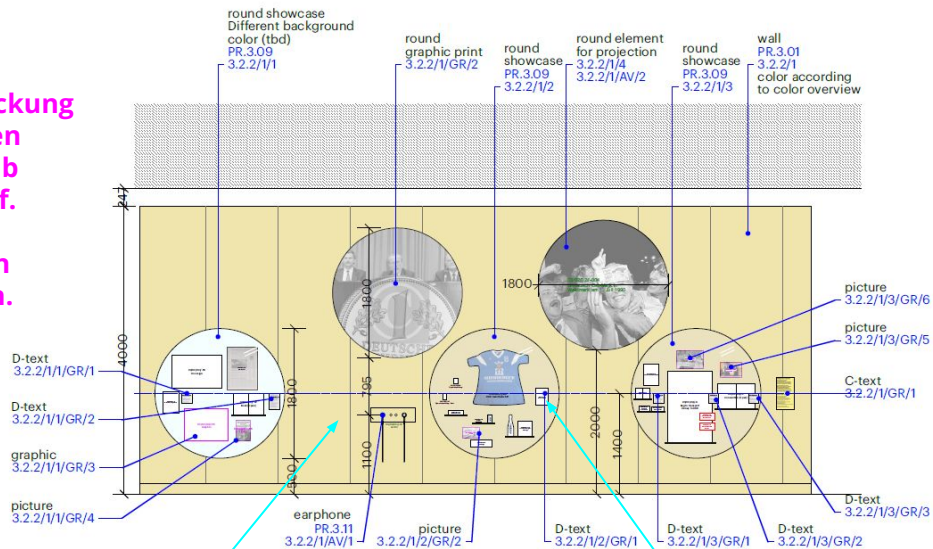 round showcase
Different background
color (tbd)
PR.3.09
3.2.2/1/1
round
graphic print
3.2.2/1/GR/2
round
showcase
PR.3.09
3.2.2/1/2
round element
for projection
3.2.2/1/4
3.2.2/1/AV/2
round
showcase
PR.3.09
3.2.2/1/3
wall
PR.3.01
3.2.2/1
color according
to color overview
ckung
en
b
f.
n
n.
247
4000
1800
1800
795
1100
1800
500
2000
1400
1
DEUTSCHE
D-text
3.2.2/1/1/GR/1
D-text
3.2.2/1/1/GR/2
graphic
3.2.2/1/1/GR/3
picture
3.2.2/1/1/GR/4
picture
3.2.2/1/3/GR/6
picture
3.2.2/1/3/GR/5
C-text
3.2.2/1/GR/1
D-text
3.2.2/1/3/GR/3
earphone
PR.3.11
3.2.2/1/AV/1
picture
3.2.2/1/2/GR/2
D-text
3.2.2/1/2/GR/1
D-text
3.2.2/1/3/GR/1
D-text
3.2.2/1/3/GR/2